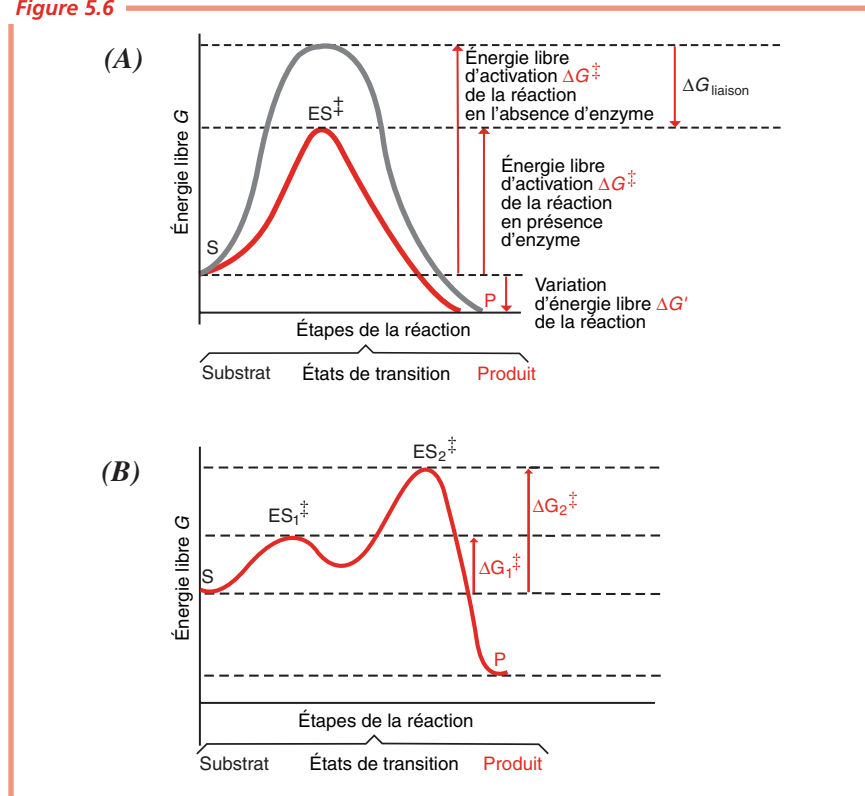 Figure 5.6
(A)
Énergie libre G
S
ES‡
Énergie libre
d'activation ΔG‡
de la réaction
en l'absence d'enzyme
ΔG liaison
Énergie libre
d'activation ΔG‡
de la réaction
en présence
d'enzyme
P
Variation
d'énergie libre ΔG'
de la réaction
Étapes de la réaction
Substrat États de transition Produit
(B)
Énergie libre G
S
ES1‡
ES2‡
ΔG2‡
ΔG1‡
P
Étapes de la réaction
Substrat États de transition Produit